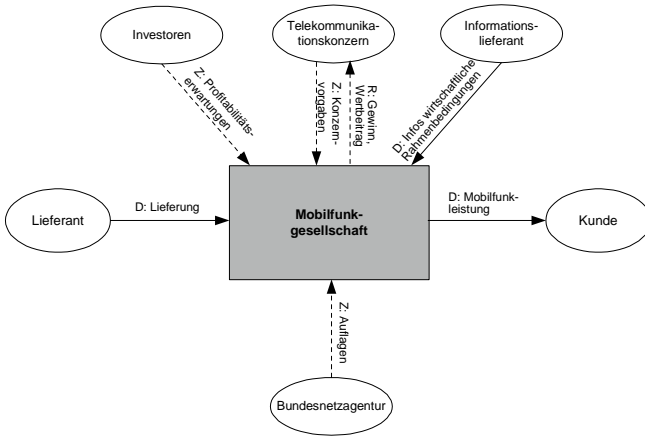 Investoren
Telekommunika-
tionskonzern
Informations-
lieferant
Z: Profitabilitäts-
erwartungen
Z: Konzern-
vorgaben
R: Gewinn,
Wertbeitrag
D: Infos wirtschaftliche
Rahmenbedingungen
Lieferant
D: Lieferung
Mobilfunk-
gesellschaft
D: Mobilfunk-
leistung
Kunde
Z: Auflagen
Bundesnetzagentur